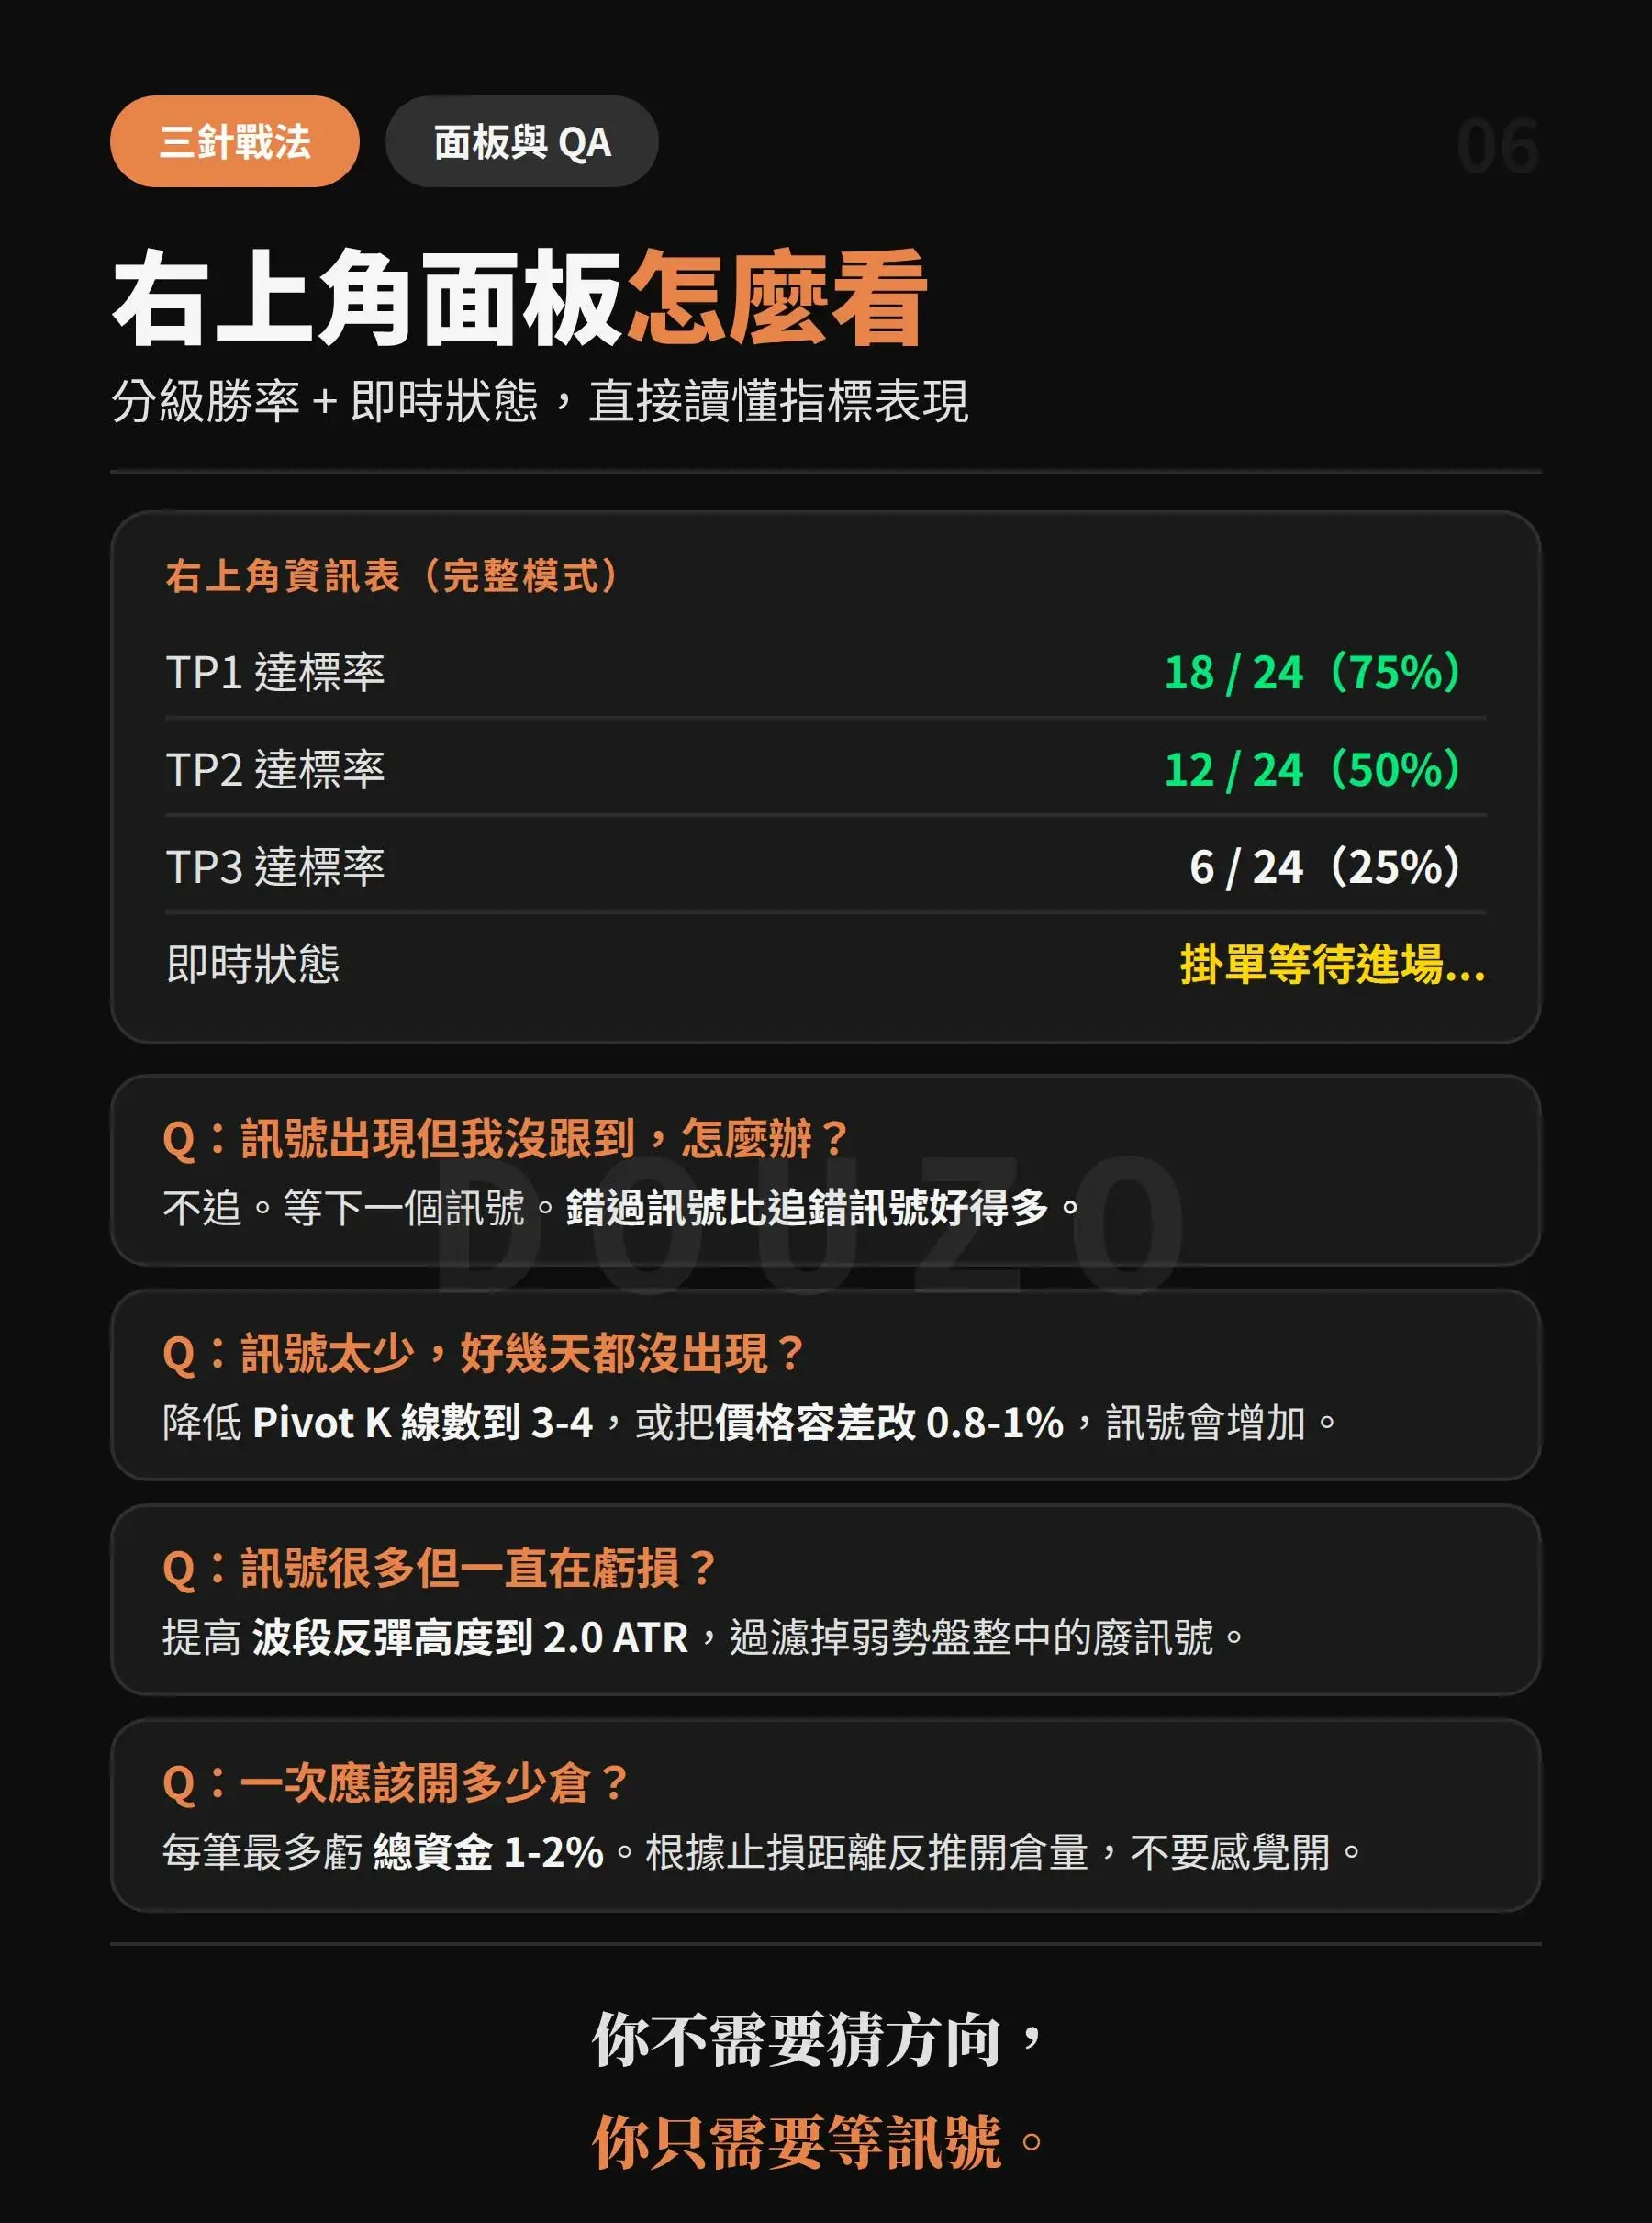 三針戰法
面板與 QA
06
右上角面板怎麼看
分級勝率 + 即時狀態，直接讀懂指標表現
右上角資訊表（完整模式）
TP1 達標率 18 / 24（75%）
TP2 達標率 12 / 24（50%）
TP3 達標率 6 / 24（25%）
即時狀態 掛單等待進場...
Q：訊號出現但我沒跟到，怎麼辦？
不追。等下一個訊號。錯過訊號比追錯訊號好得多。
DOUZO
Q：訊號太少，好幾天都沒出現？
降低 Pivot K 線數到 3-4，或把價格容差改 0.8-1%，訊號會增加。
Q：訊號很多但一直在虧損？
提高 波段反彈高度到 2.0 ATR，過濾掉弱勢盤整中的廢訊號。
Q：一次應該開多少倉？
每筆最多虧 總資金 1-2%。根據止損距離反推開倉量，不要感覺開。
你不需要猜方向，
你只需要等訊號。